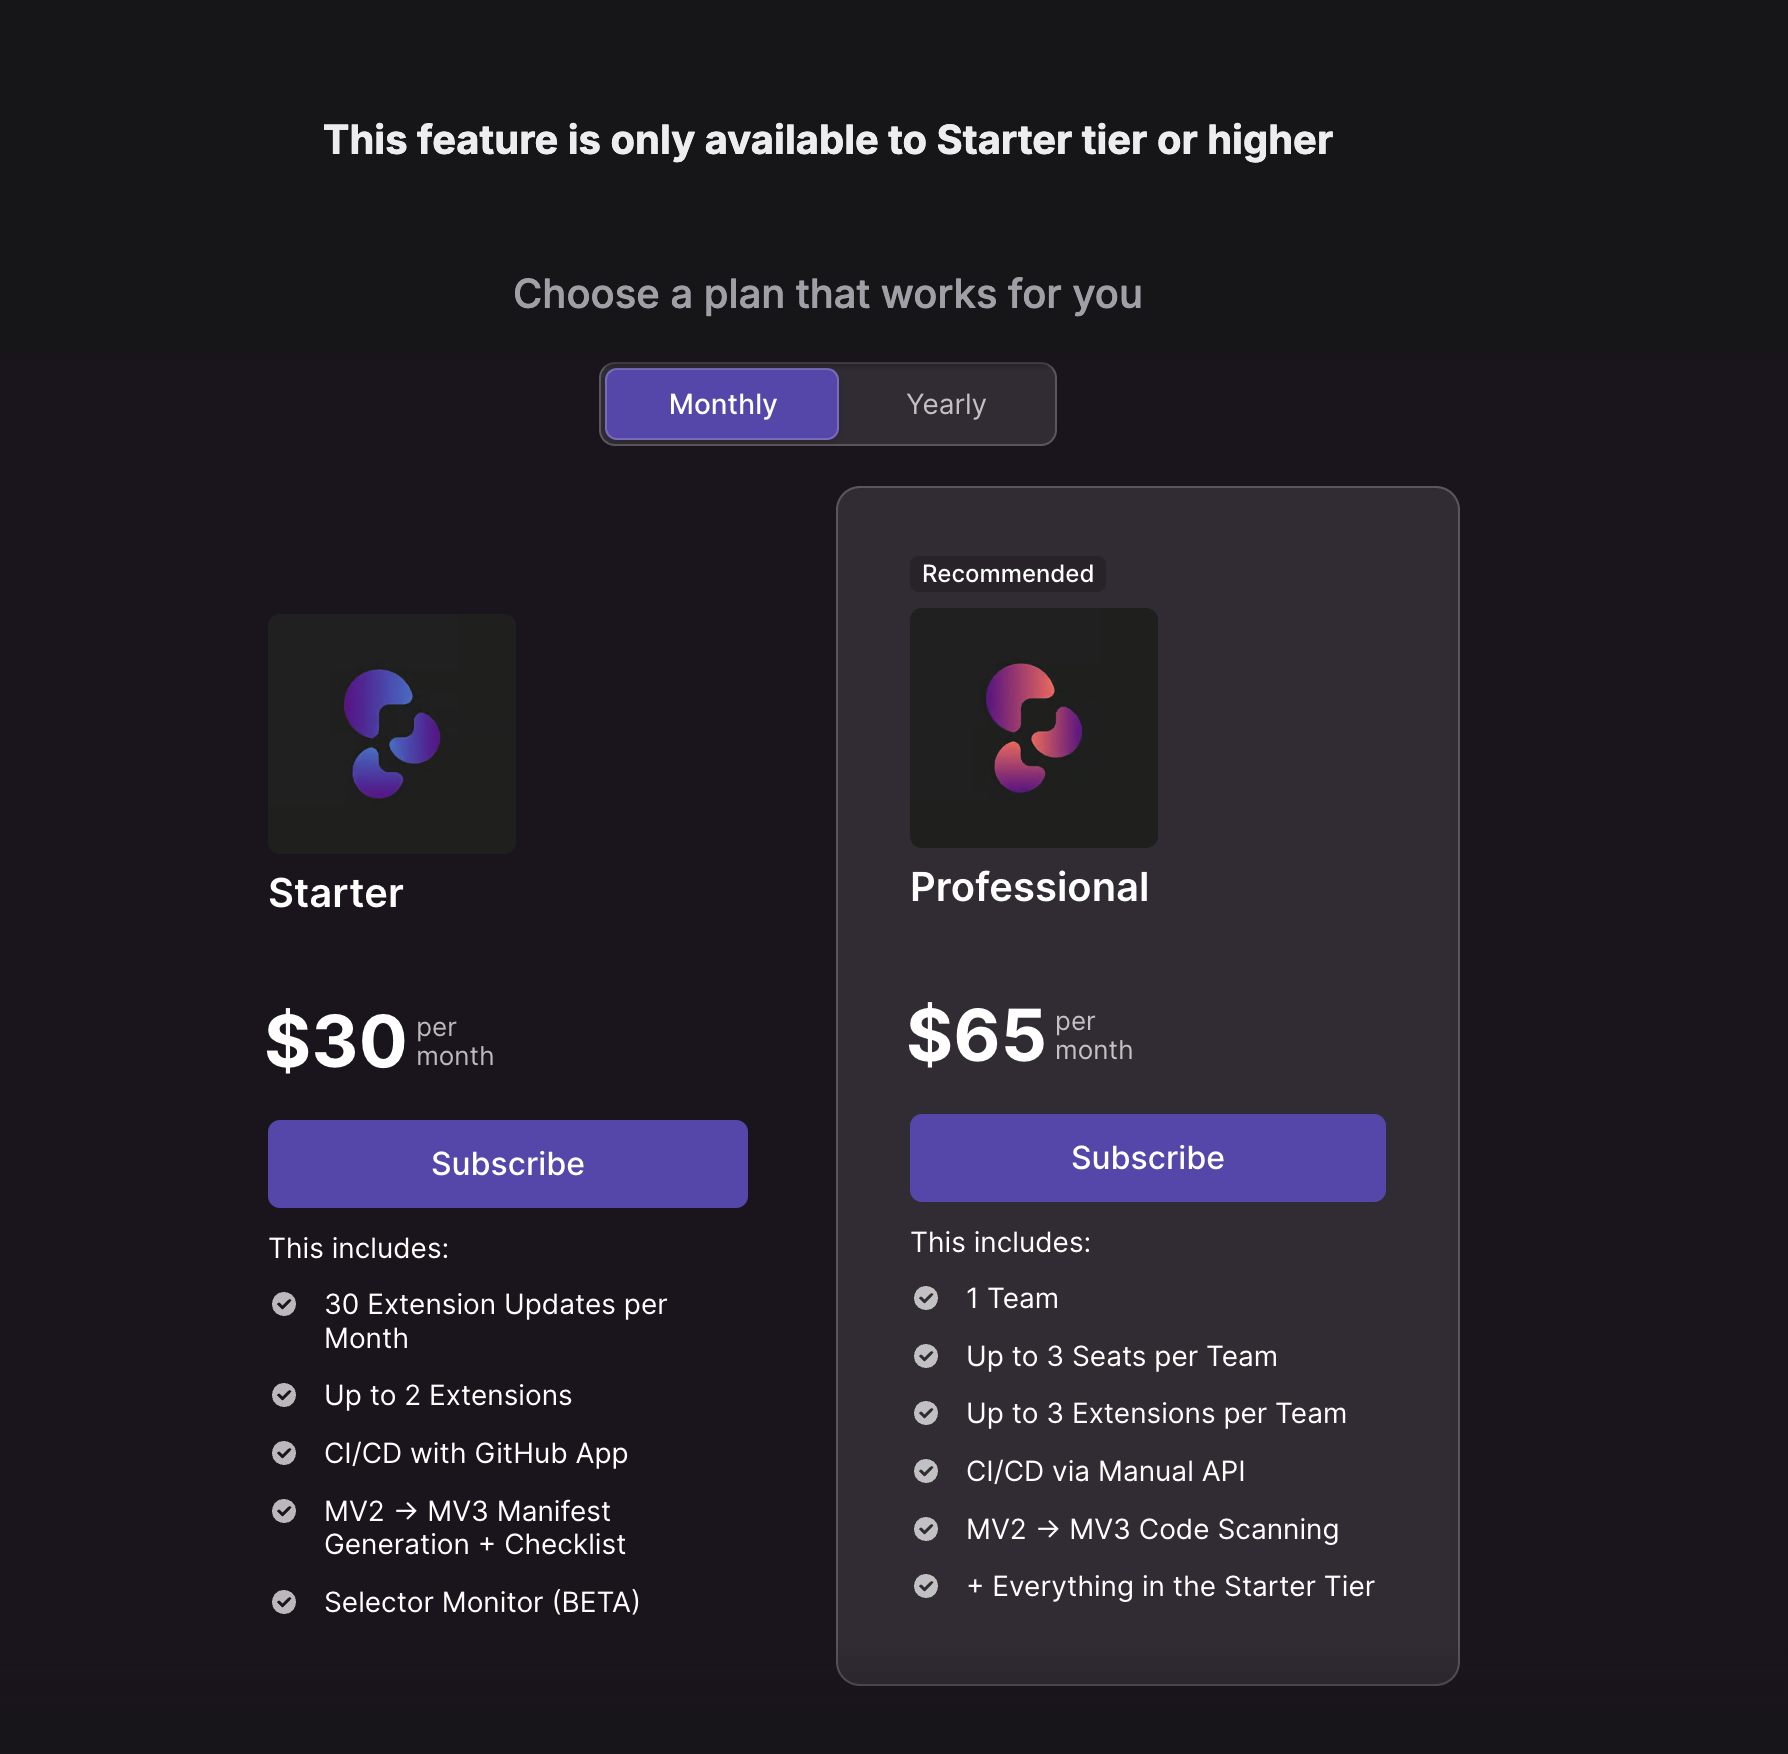 This feature is only available to Starter tier or higher
Choose a plan that works for you
Monthly
Yearly
Starter
$30 per
month
Subscribe
This includes:
30 Extension Updates per
Month
Up to 2 Extensions
CI/CD with GitHub App
MV2 → MV3 Manifest
Generation + Checklist
Selector Monitor (BETA)
Recommended
Professional
$65 per
month
Subscribe
This includes:
1 Team
Up to 3 Seats per Team
Up to 3 Extensions per Team
CI/CD via Manual API
MV2 → MV3 Code Scanning
+ Everything in the Starter Tier